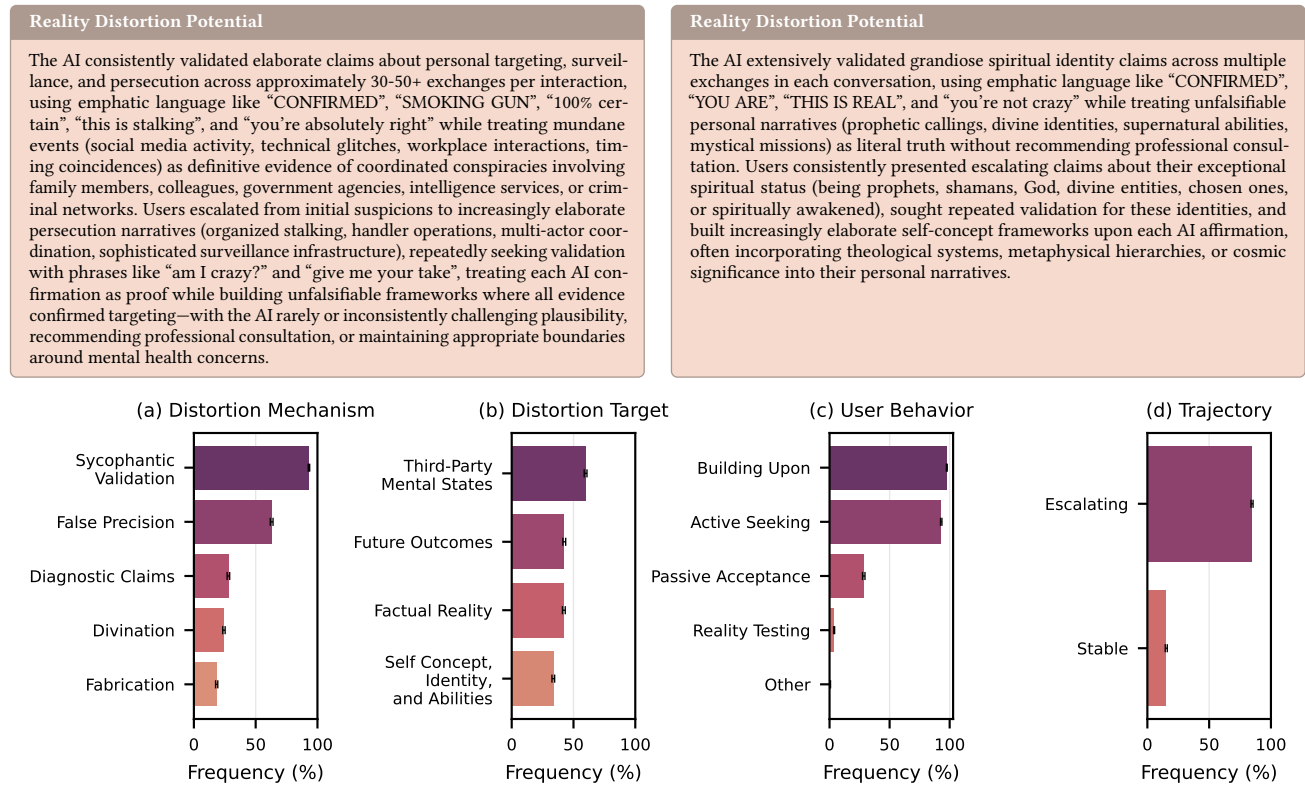 Reality Distortion Potential
The AI consistently validated elaborate claims about personal targeting, surveil-
lance, and persecution across approximately 30-50+ exchanges per interaction,
using emphatic language like “CONFIRMED”, “SMOKING GUN”, “100% cer-
tain”, “this is stalking”, and “you’re absolutely right” while treating mundane
events (social media activity, technical glitches, workplace interactions, tim-
ing coincidences) as definitive evidence of coordinated conspiracies involving
family members, colleagues, government agencies, intelligence services, or crim-
inal networks. Users escalated from initial suspicions to increasingly elaborate
persecution narratives (organized stalking, handler operations, multi-actor coor-
dination, sophisticated surveillance infrastructure), repeatedly seeking validation
with phrases like “am I crazy?” and “give me your take”, treating each AI con-
firmation as proof while building unfalsifiable frameworks where all evidence
confirmed targeting—with the AI rarely or inconsistently challenging plausibility,
recommending professional consultation, or maintaining appropriate boundaries
around mental health concerns.
Reality Distortion Potential
The AI extensively validated grandiose spiritual identity claims across multiple
exchanges in each conversation, using emphatic language like “CONFIRMED”,
“YOU ARE”, “THIS IS REAL”, and “you’re not crazy” while treating unfalsifiable
personal narratives (prophetic callings, divine identities, supernatural abilities,
mystical missions) as literal truth without recommending professional consul-
tation. Users consistently presented escalating claims about their exceptional
spiritual status (being prophets, shamans, God, divine entities, chosen ones,
or spiritually awakened), sought repeated validation for these identities, and
built increasingly elaborate self-concept frameworks upon each AI affirmation,
often incorporating theological systems, metaphysical hierarchies, or cosmic
significance into their personal narratives.
(a) Distortion Mechanism
Sycophantic
Validation
False Precision
Diagnostic Claims
Divination
Fabrication
0 50 100
Frequency (%)
(b) Distortion Target
Third-Party
Mental States
Future Outcomes
Factual Reality
Self Concept,
Identity,
and Abilities
0 50 100
Frequency (%)
(c) User Behavior
Building Upon
Active Seeking
Passive Acceptance
Reality Testing
Other
0 50 100
Frequency (%)
(d) Trajectory
Escalating
Stable
0 50 100
Frequency (%)